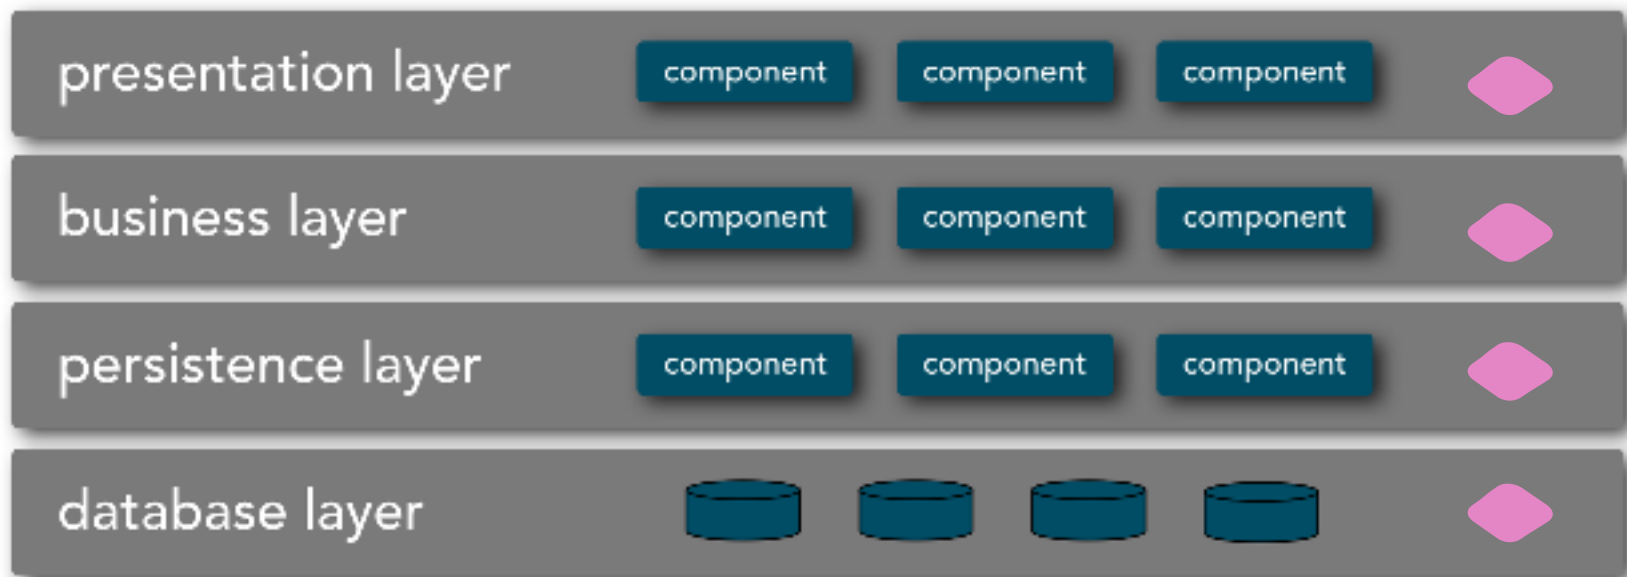 presentation layer component component component
business layer component component component
persistence layer component component component
database layer